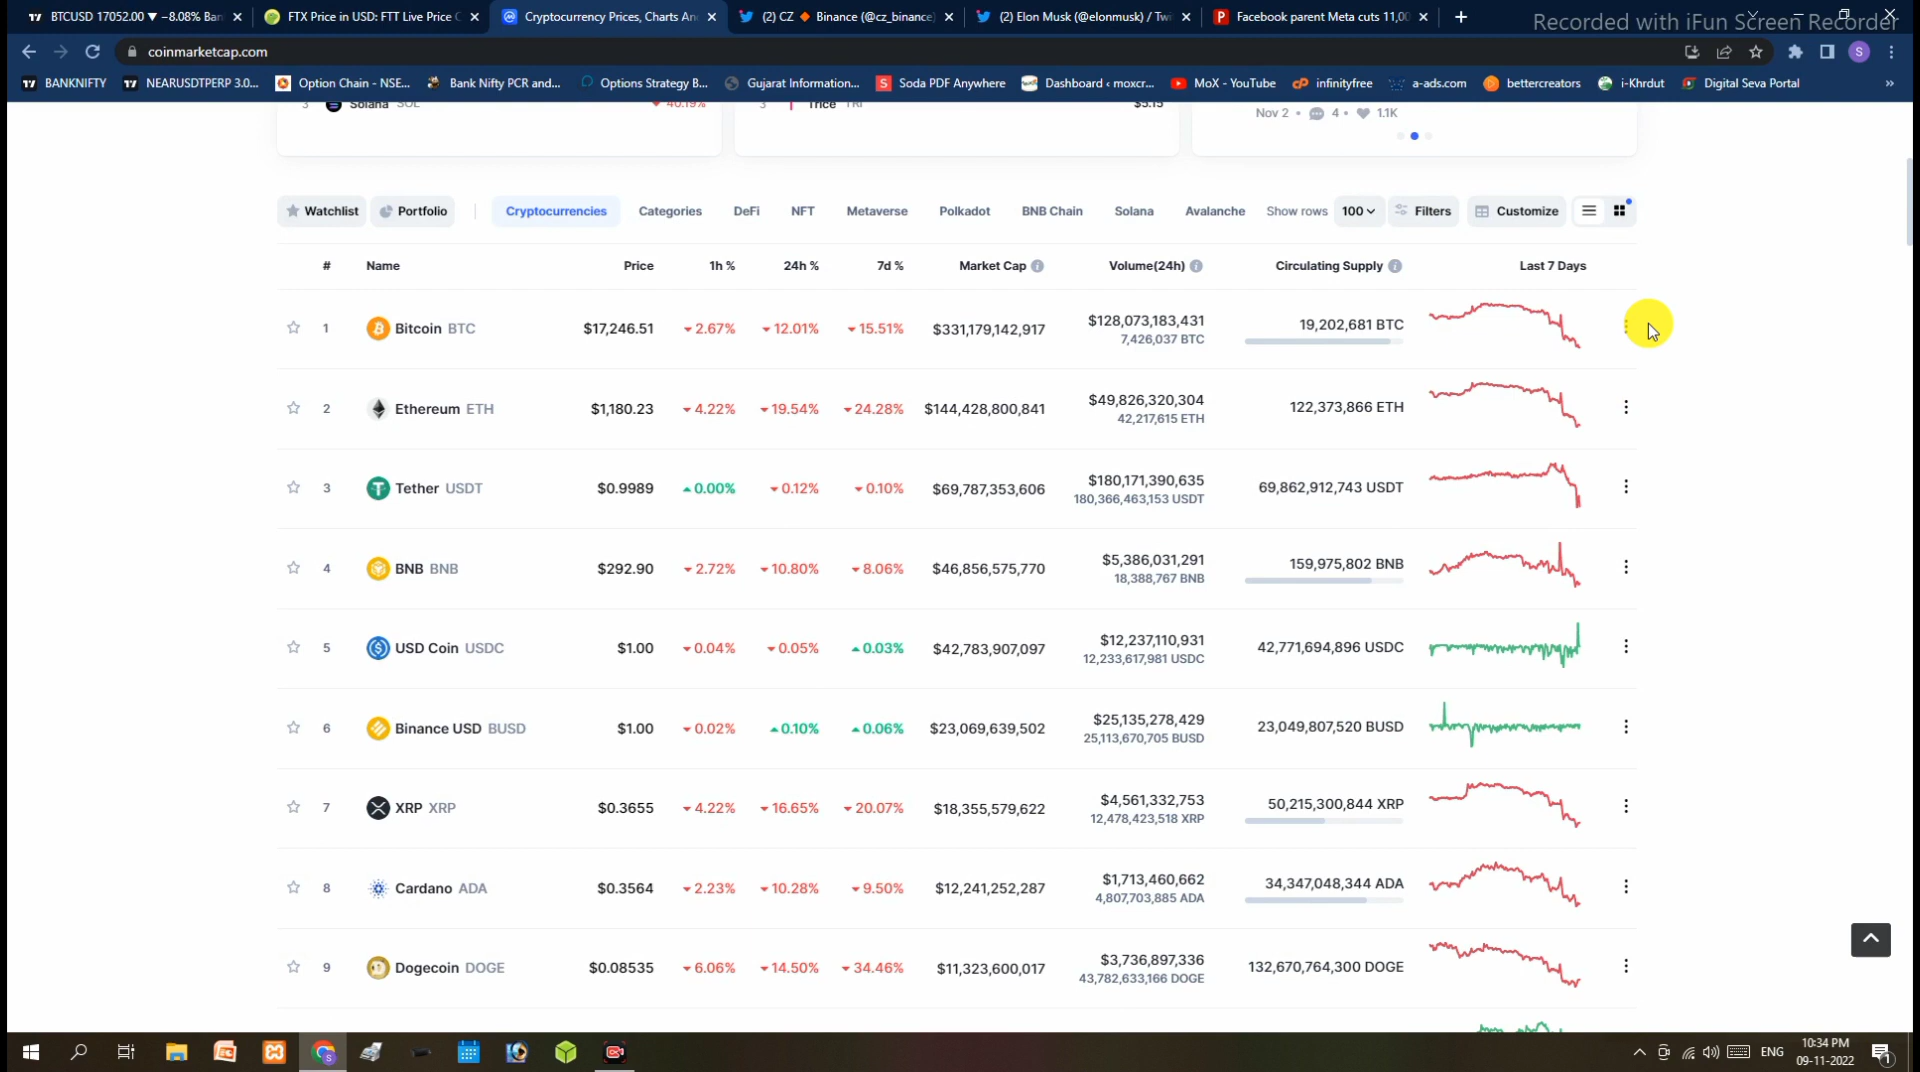 BTCUSD 17052.00 ▼ −8.08% Ban
FTX Price in USD: FTT Live Price C
Cryptocurrency Prices, Charts An
(2) CZ 🔶 Binance (@cz_binance)
(2) Elon Musk (@elonmusk) / Twi
Facebook parent Meta cuts 11,00
Recorded with iFun Screen Recorder
coinmarketcap.com
BANKNIFTY
NEARUSDTPERP 3.0...
Option Chain - NSE...
Bank Nifty PCR and...
Options Strategy B...
Gujarat Information...
Soda PDF Anywhere
Dashboard ‹ moxcr...
MoX - YouTube
infinityfree
a-ads.com
bettercreators
i-Khrdut
Digital Seva Portal
3 Solana SOL 40.19%
3 Trice TRI $5.15
Nov 2 • 4 • 1.1K
Watchlist Portfolio Cryptocurrencies Categories DeFi NFT Metaverse Polkadot BNB Chain Solana Avalanche Show rows 100 Filters Customize
# Name Price 1h % 24h % 7d % Market Cap Volume(24h) Circulating Supply Last 7 Days
1 Bitcoin BTC $17,246.51 2.67% 12.01% 15.51% $331,179,142,917 $128,073,183,431 19,202,681 BTC
7,426,037 BTC
2 Ethereum ETH $1,180.23 4.22% 19.54% 24.28% $144,428,800,841 $49,826,320,304 122,373,866 ETH
42,217,615 ETH
3 Tether USDT $0.9989 0.00% 0.12% 0.10% $69,787,353,606 $180,171,390,635 69,862,912,743 USDT
180,366,463,153 USDT
4 BNB BNB $292.90 2.72% 10.80% 8.06% $46,856,575,770 $5,386,031,291 159,975,802 BNB
18,388,767 BNB
5 USD Coin USDC $1.00 0.04% 0.05% 0.03% $42,783,907,097 $12,237,110,931 42,771,694,896 USDC
12,233,617,981 USDC
6 Binance USD BUSD $1.00 0.02% 0.10% 0.06% $23,069,639,502 $25,135,278,429 23,049,807,520 BUSD
25,113,670,705 BUSD
7 XRP XRP $0.3655 4.22% 16.65% 20.07% $18,355,579,622 $4,561,332,753 50,215,300,844 XRP
12,478,423,518 XRP
8 Cardano ADA $0.3564 2.23% 10.28% 9.50% $12,241,252,287 $1,713,460,662 34,347,048,344 ADA
4,807,703,885 ADA
9 Dogecoin DOGE $0.08535 6.06% 14.50% 34.46% $11,323,600,017 $3,736,897,336 132,670,764,300 DOGE
43,782,633,166 DOGE
ENG
10:34 PM
09-11-2022
1